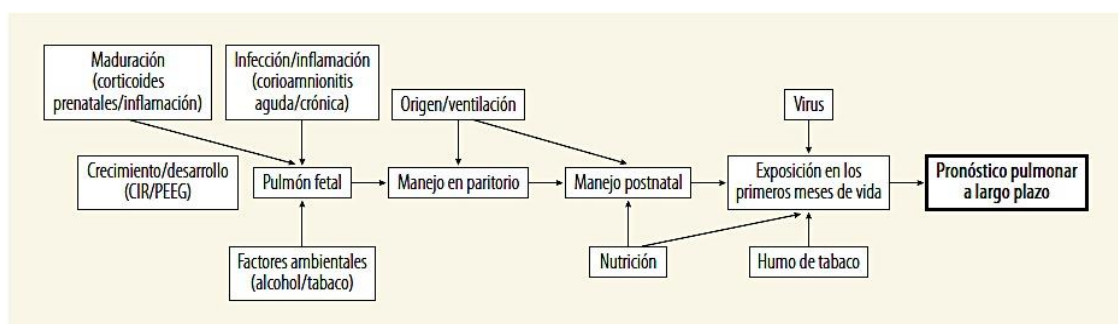 Maduración
(corticoides
prenatales/inflamación)
Infección/inflamación
(corioamnionitis
aguda/crónica)
Origen/ventilación
Virus
Crecimiento/desarrollo
(CIR/PEEG)
Pulmón fetal
Manejo en paritorio
Manejo postnatal
Exposición en los
primeros meses de vida
Pronóstico pulmonar
a largo plazo
Factores ambientales
(alcohol/tabaco)
Nutrición
Humo de tabaco